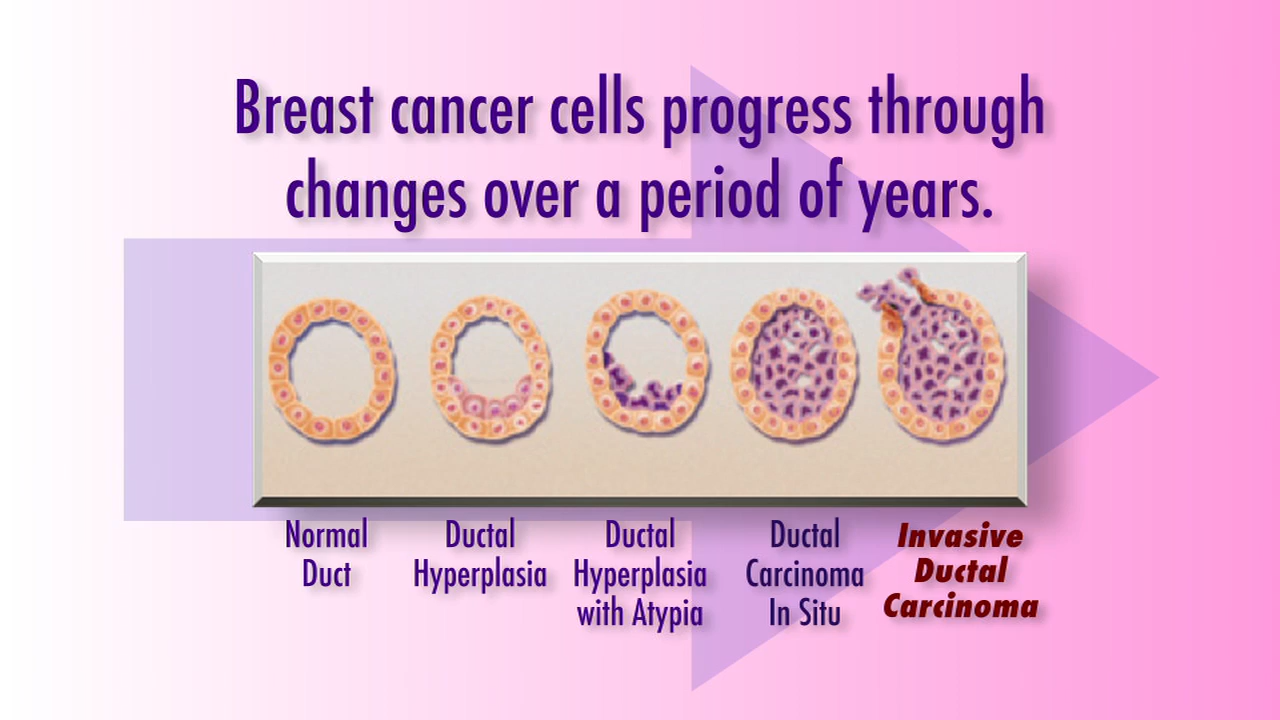 Breast cancer cells progress through
changes over a period of years.
Normal
Duct
Ductal
Hyperplasia
Ductal
Hyperplasia
with Atypia
Ductal
Carcinoma
In Situ
Invasive
Ductal
Carcinoma